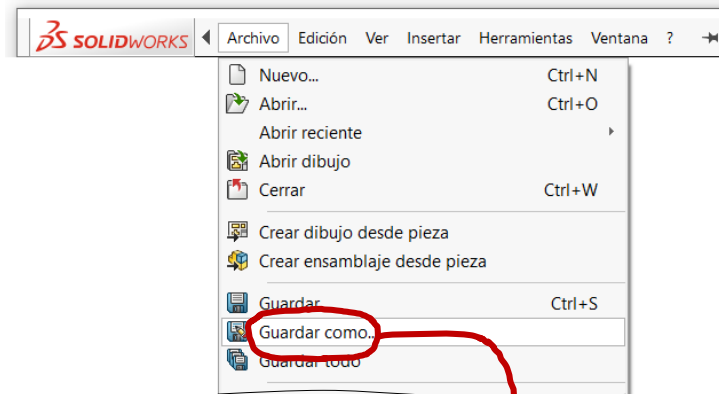 SOLIDWORKS Archivo Edición Ver Insertar Herramientas Ventana ?
Nuevo... Ctrl+N
Abrir... Ctrl+O
Abrir reciente
Abrir dibujo
Cerrar Ctrl+W
Crear dibujo desde pieza
Crear ensamblaje desde pieza
Guardar Ctrl+S
Guardar como...
Guardar todo